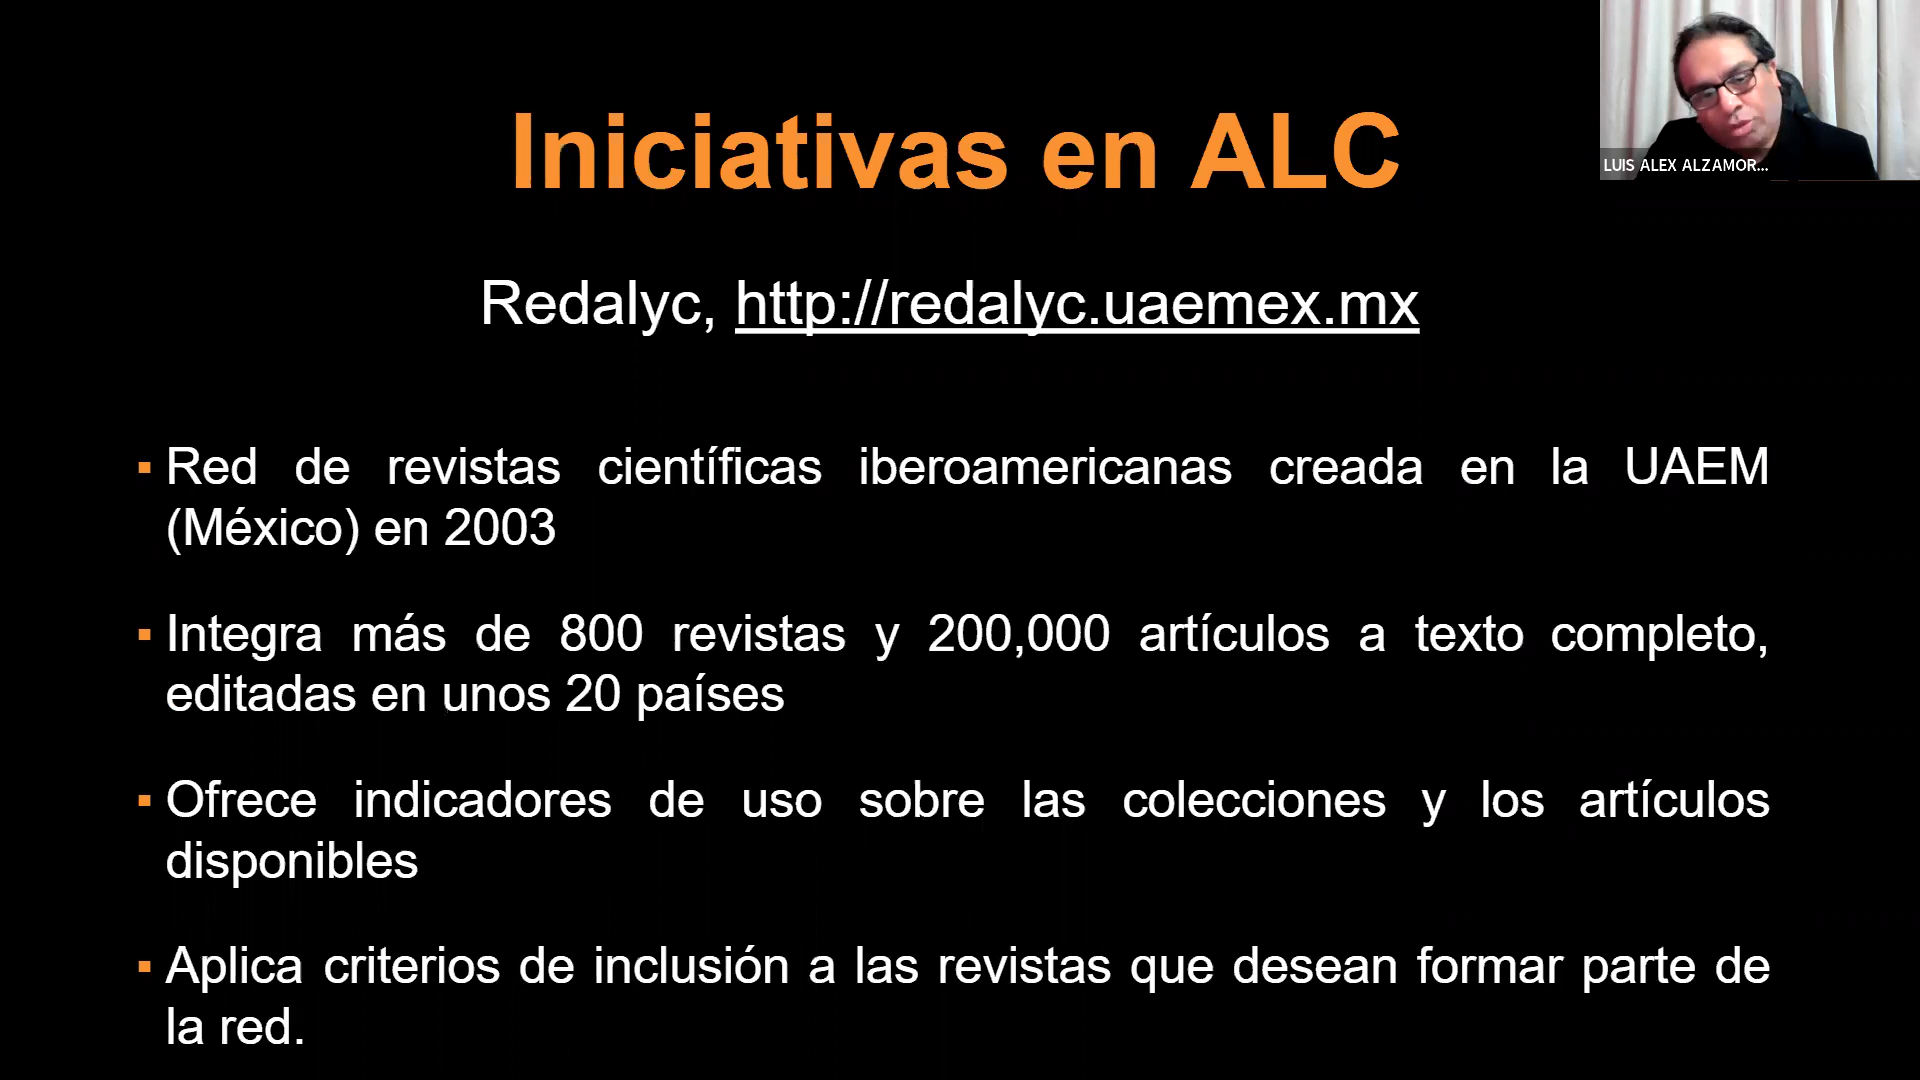 Iniciativas en ALC
LUIS ALEX ALZAMOR...
Redalyc, http://redalyc.uaemex.mx
▪ Red de revistas científicas iberoamericanas creada en la UAEM
(México) en 2003
▪ Integra más de 800 revistas y 200,000 artículos a texto completo,
editadas en unos 20 países
▪ Ofrece indicadores de uso sobre las colecciones y los artículos
disponibles
▪ Aplica criterios de inclusión a las revistas que desean formar parte de
la red.